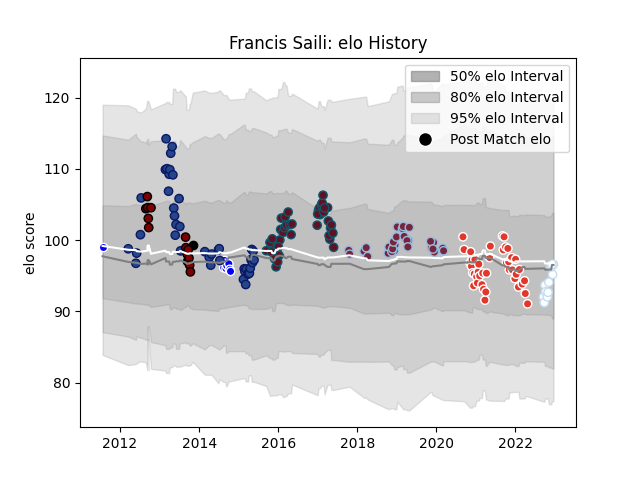 Francis Saili: elo History
50% elo Interval
80% elo Interval
95% elo Interval
Post Match elo
elo score
120
110
100
90
80
2012 2014 2016 2018 2020 2022